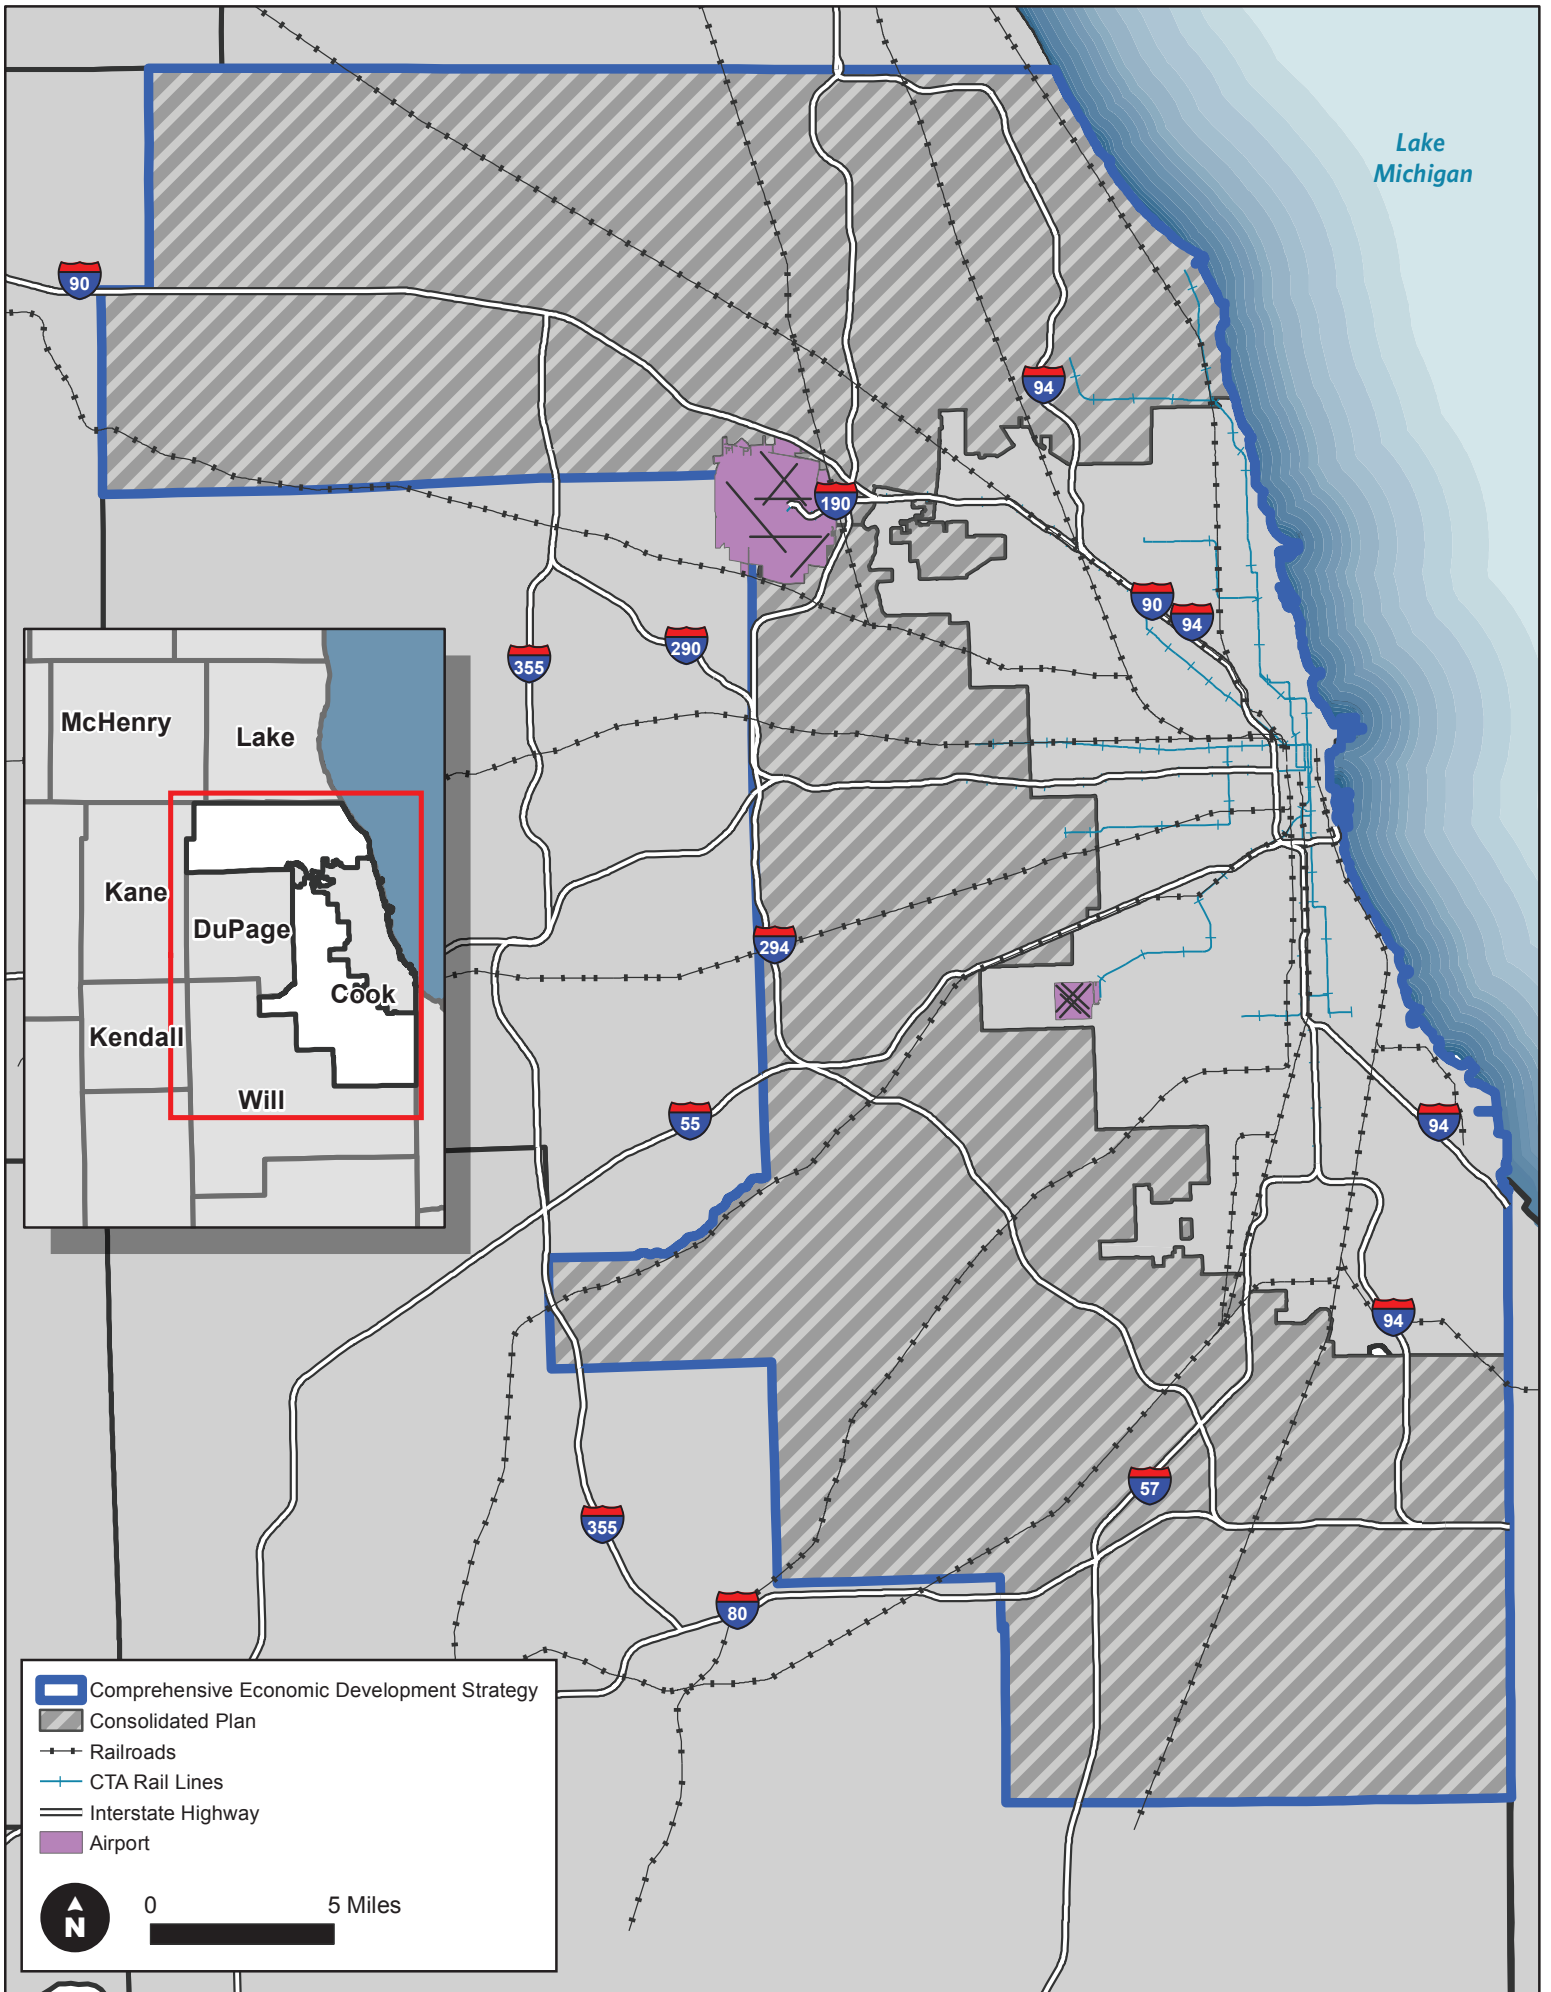 Lake
Michigan
90
94
190
90
94
355
290
McHenry
Lake
Kane
DuPage
294
Cook
Kendall
Will
55
94
94
57
355
80
Comprehensive Economic Development Strategy
Consolidated Plan
Railroads
CTA Rail Lines
Interstate Highway
Airport
N
0 5 Miles